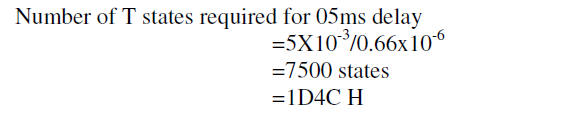 Number of T states required for 05ms delay
=5X10⁻³/0.66x10⁻⁶
=7500 states
=1D4C H